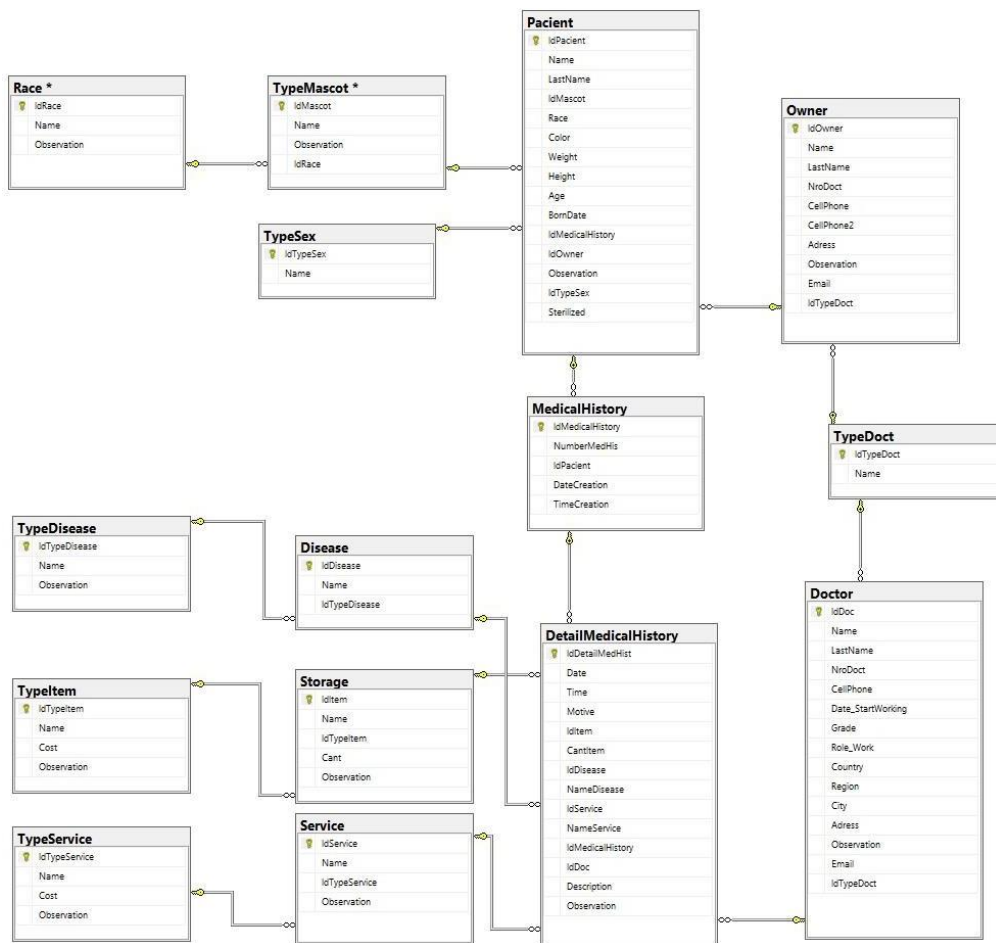 Pacient
IdPacient
Name
LastName
IdMascot
Race
Color
Weight
Height
Age
BornDate
IdMedicalHistory
IdOwner
Observation
IdTypeSex
Sterilized
Race *
IdRace
Name
Observation
TypeMascot *
IdMascot
Name
Observation
IdRace
Owner
IdOwner
Name
LastName
NroDoct
CellPhone
CellPhone2
Adress
Observation
Email
IdTypeDoct
TypeSex
IdTypeSex
Name
MedicalHistory
IdMedicalHistory
NumberMedHis
IdPacient
DateCreation
TimeCreation
TypeDoct
IdTypeDoct
Name
TypeDisease
IdTypeDisease
Name
Observation
Disease
IdDisease
Name
IdTypeDisease
DetailMedicalHistory
IdDetailMedHist
Date
Time
Motive
IdItem
CantItem
IdDisease
NameDisease
IdService
NameService
IdMedicalHistory
IdDoc
Description
Observation
Doctor
IdDoc
Name
LastName
NroDoct
CellPhone
Date_StartWorking
Grade
Role_Work
Country
Region
City
Adress
Observation
Email
IdTypeDoct
TypeItem
IdTypeItem
Name
Cost
Observation
Storage
IdItem
Name
IdTypeItem
Cant
Observation
TypeService
IdTypeService
Name
Cost
Observation
Service
IdService
Name
IdTypeService
Observation